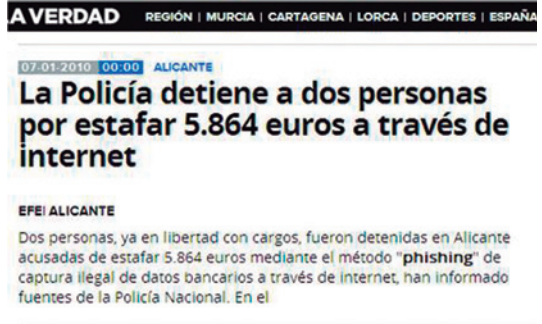 LA VERDAD REGIÓN | MURCIA | CARTAGENA | LORCA | DEPORTES | ESPAÑA
07-01-2010 00:00 ALICANTE
La Policía detiene a dos personas
por estafar 5.864 euros a través de
internet
EFE| ALICANTE
Dos personas, ya en libertad con cargos, fueron detenidas en Alicante
acusadas de estafar 5.864 euros mediante el método "phishing" de
captura ilegal de datos bancarios a través de internet, han informado
fuentes de la Policía Nacional. En el